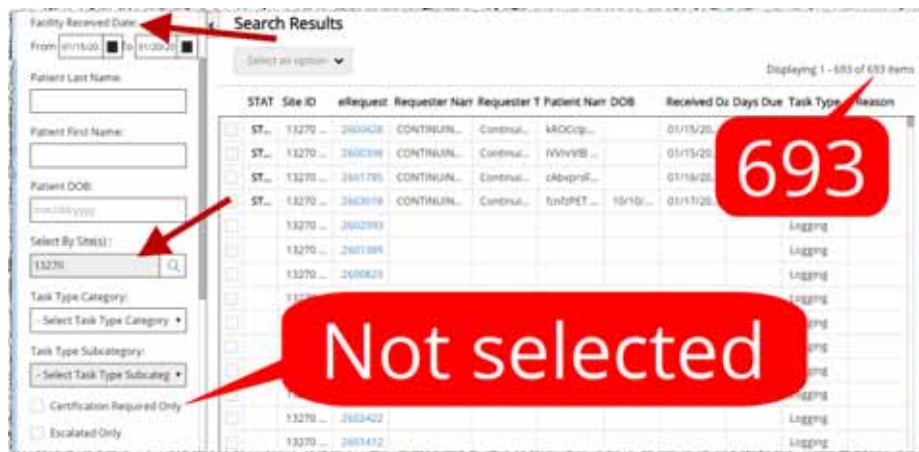 Facility Received Date:
From 01/15/20 To 01/20/20
Patient Last Name:
Patient First Name:
Patient DOB:
mm/dd/yyyy
Select By Site(s) :
13270
Task Type Category:
- Select Task Type Category
Task Type Subcategory:
- Select Task Type Subcateg
Certification Required Only
Escalated Only
Search Results
Select an option
Displaying 1 - 693 of 693 items
STAT Site ID eRequest Requester Nam Requester T Patient Nam DOB Received Da Days Due Task Type Reason
ST... 13270 ... 2600428 CONTINUIN... Continui... 01/15/20...
ST... 13270 ... 2600398 CONTINUIN... Continui... 01/15/20...
ST... 13270 ... 2601785 CONTINUIN... Continui... 01/16/20...
ST... 13270 ... CONTINUIN... Continui... 10/10/... 01/17/20...
13270 ... 2602393 Logging
13270 ... 2601389 Logging
13270 ... 2600829 Logging
13270 ... 2602422 Logging
13270 ... 2601412 Logging
693
Not selected